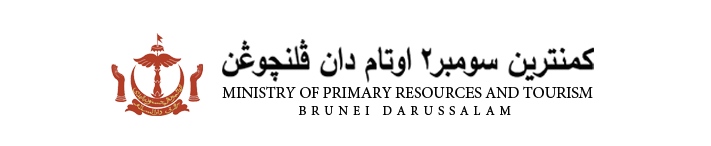 كمنترين سومبر٢ اوتام دان ڤلنچوڠن
MINISTRY OF PRIMARY RESOURCES AND TOURISM
BRUNEI DARUSSALAM